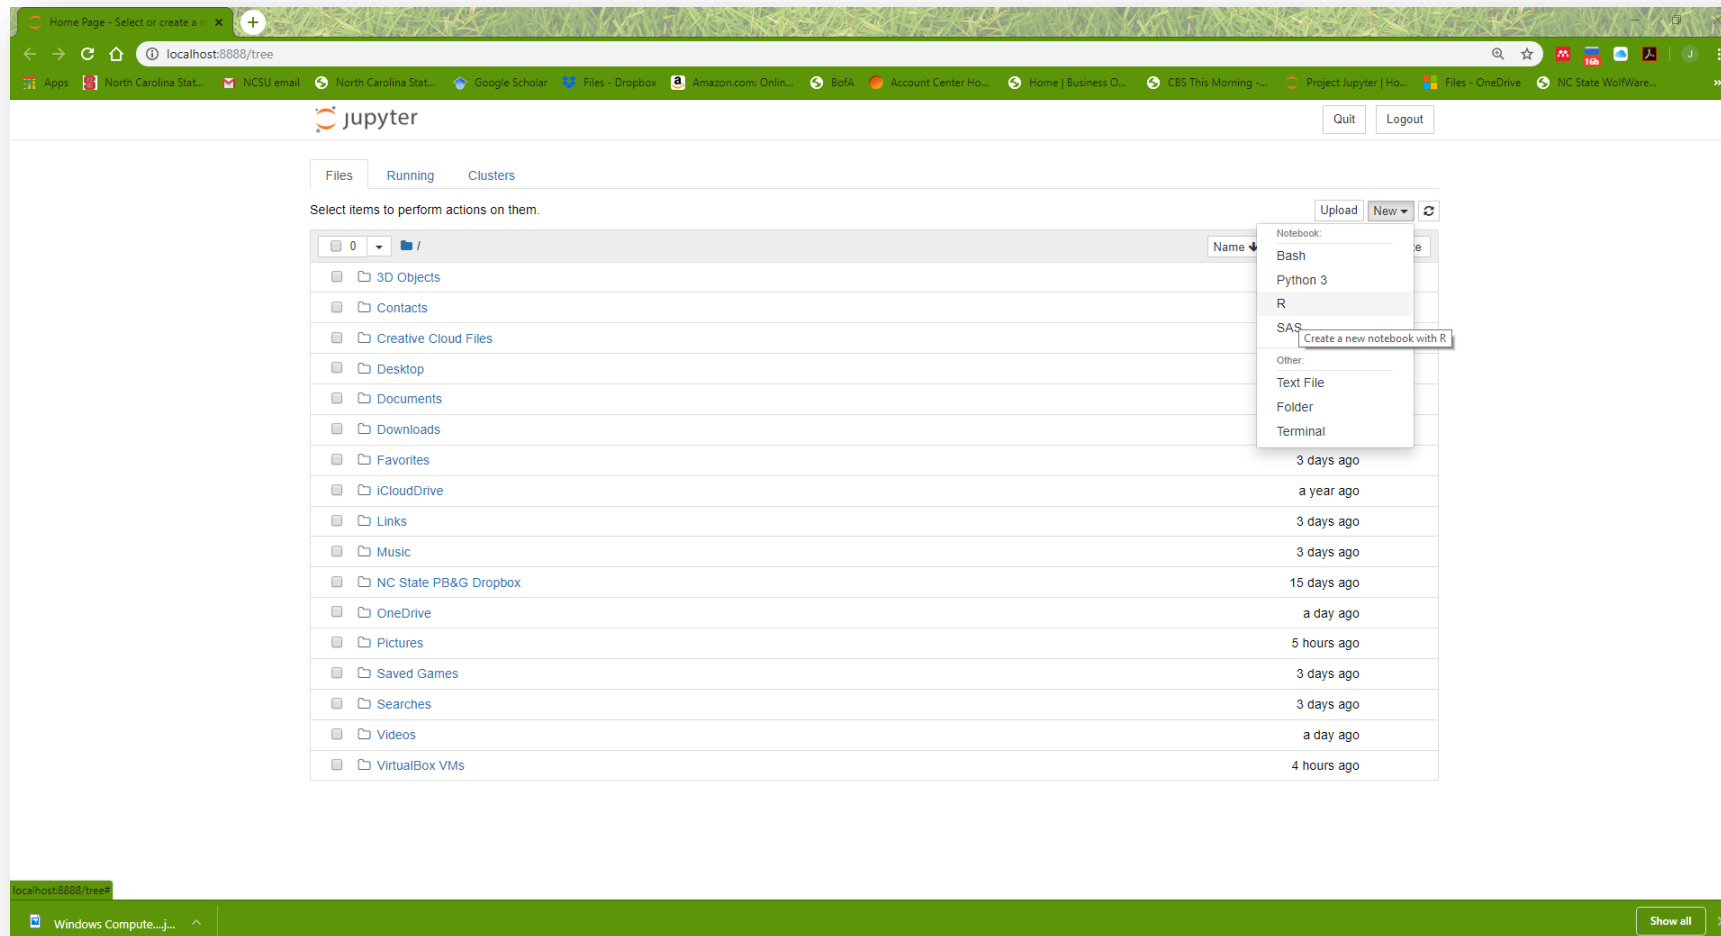 Home Page - Select or create a n
localhost:8888/tree
16h
J
Apps North Carolina Stat... NCSU email North Carolina Stat... Google Scholar Files - Dropbox Amazon.com: Onlin... BofA Account Center Ho... Home | Business O... CBS This Morning -... Project Jupyter | Ho... Files - OneDrive NC State WolfWare... »
jupyter
Quit Logout
Files Running Clusters
Select items to perform actions on them.
Upload New
0 / Name
Notebook:
Bash
Python 3
R
SAS
Create a new notebook with R
Other:
Text File
Folder
Terminal
3D Objects
Contacts
Creative Cloud Files
Desktop
Documents
Downloads
Favorites 3 days ago
iCloudDrive a year ago
Links 3 days ago
Music 3 days ago
NC State PB&G Dropbox 15 days ago
OneDrive a day ago
Pictures 5 hours ago
Saved Games 3 days ago
Searches 3 days ago
Videos a day ago
VirtualBox VMs 4 hours ago
localhost:8888/tree#
Windows Compute....j...
Show all